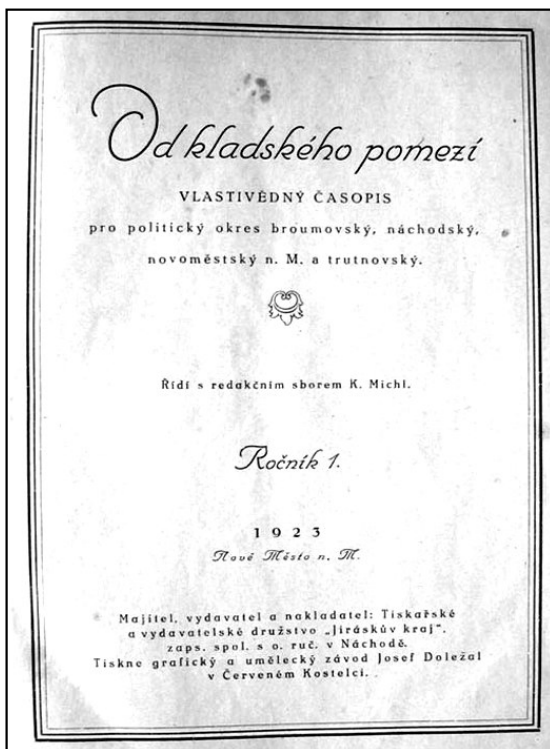 Od kladského pomezí
VLASTIVĚDNÝ ČASOPIS
pro politický okres broumovský, náchodský,
novoměstský n. M. a trutnovský.
Řídí s redakčním sborem K. Michl.
Ročník 1.
1923
Nové Město n. M.
Majitel, vydavatel a nakladatel: Tiskařské
a vydavatelské družstvo „Jiráskův kraj“,
zaps. spol. s o. ruč. v Náchodě.
Tiskne grafický a umělecký závod Josef Doležal
v Červeném Kostelci.